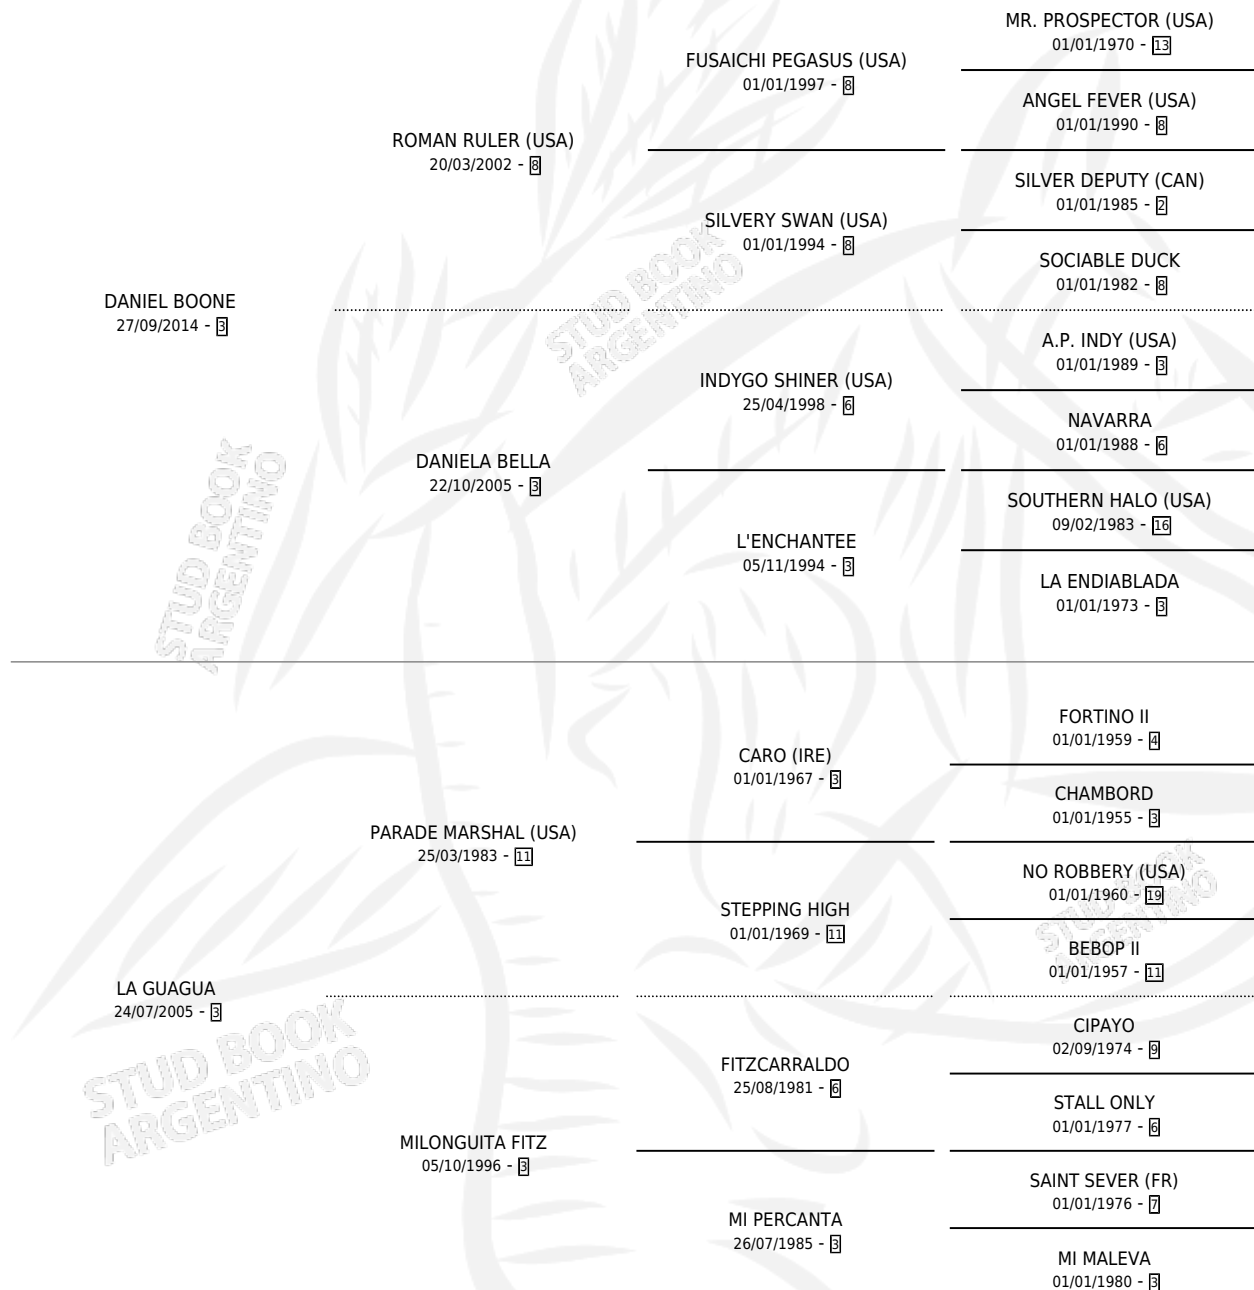 MR. PROSPECTOR (USA)
01/01/1970 - 13
FUSAICHI PEGASUS (USA)
01/01/1997 - 8
ANGEL FEVER (USA)
01/01/1990 - 8
ROMAN RULER (USA)
20/03/2002 - 8
SILVER DEPUTY (CAN)
01/01/1985 - 2
SILVERY SWAN (USA)
01/01/1994 - 8
SOCIABLE DUCK
01/01/1982 - 8
DANIEL BOONE
27/09/2014 - 3
A.P. INDY (USA)
01/01/1989 - 3
INDYGO SHINER (USA)
25/04/1998 - 6
NAVARRA
01/01/1988 - 6
DANIELA BELLA
22/10/2005 - 3
SOUTHERN HALO (USA)
09/02/1983 - 16
L'ENCHANTEE
05/11/1994 - 3
LA ENDIABLADA
01/01/1973 - 3
STUD BOOK
ARGENTINO
STUD BOOK
ARGENTINO
FORTINO II
01/01/1959 - 4
CARO (IRE)
01/01/1967 - 3
CHAMBORD
01/01/1955 - 3
PARADE MARSHAL (USA)
25/03/1983 - 11
NO ROBBERY (USA)
01/01/1960 - 19
STEPPING HIGH
01/01/1969 - 11
BEBOP II
01/01/1957 - 11
LA GUAGUA
24/07/2005 - 3
CIPAYO
02/09/1974 - 9
FITZCARRALDO
25/08/1981 - 6
STALL ONLY
01/01/1977 - 6
MILONGUITA FITZ
05/10/1996 - 3
SAINT SEVER (FR)
01/01/1976 - 7
MI PERCANTA
26/07/1985 - 3
MI MALEVA
01/01/1980 - 3
STUD BOOK
ARGENTINO
STUD BOOK
ARGENTINO